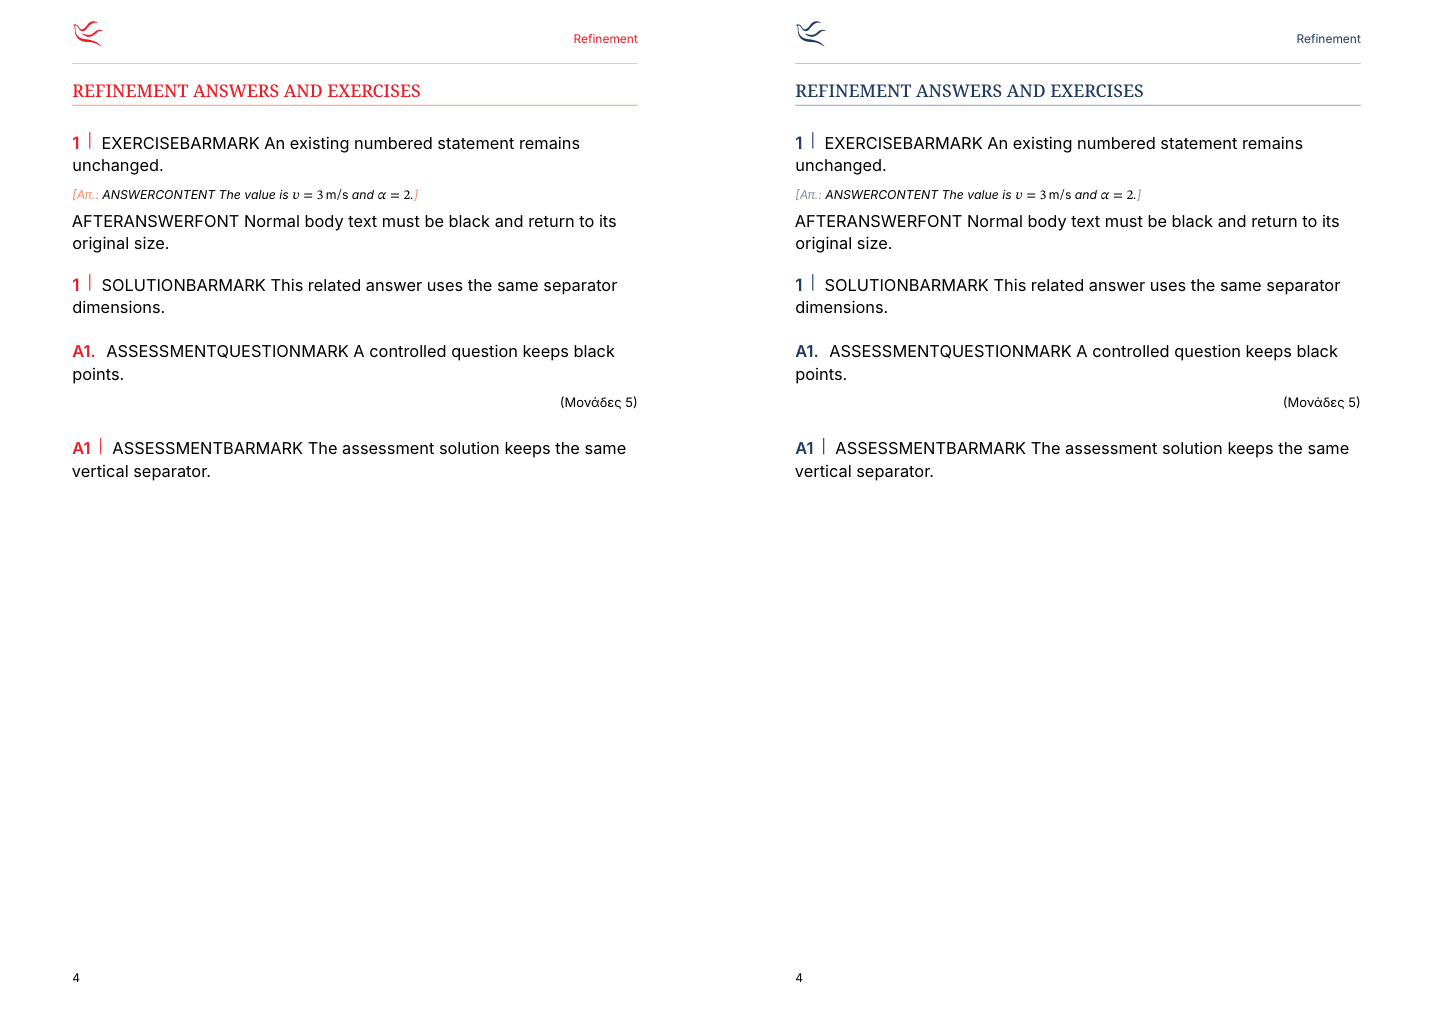 Refinement
REFINEMENT ANSWERS AND EXERCISES
1 | EXERCISEBARMARK An existing numbered statement remains
unchanged.
[Απ.: ANSWERCONTENT The value is υ = 3 m/s and α = 2.]
AFTERANSWERFONT Normal body text must be black and return to its
original size.
1 | SOLUTIONBARMARK This related answer uses the same separator
dimensions.
A1. ASSESSMENTQUESTIONMARK A controlled question keeps black
points.
(Μονάδες 5)
A1 | ASSESSMENTBARMARK The assessment solution keeps the same
vertical separator.
4
Refinement
REFINEMENT ANSWERS AND EXERCISES
1 | EXERCISEBARMARK An existing numbered statement remains
unchanged.
[Απ.: ANSWERCONTENT The value is υ = 3 m/s and α = 2.]
AFTERANSWERFONT Normal body text must be black and return to its
original size.
1 | SOLUTIONBARMARK This related answer uses the same separator
dimensions.
A1. ASSESSMENTQUESTIONMARK A controlled question keeps black
points.
(Μονάδες 5)
A1 | ASSESSMENTBARMARK The assessment solution keeps the same
vertical separator.
4